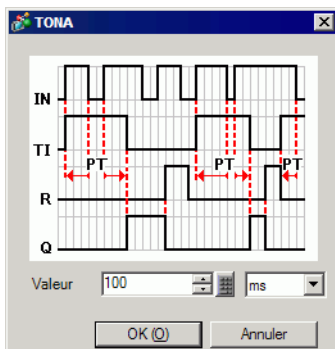 TONA
IN
TI
PT PT PT
R
Q
Valeur 100 ms
OK (O) Annuler